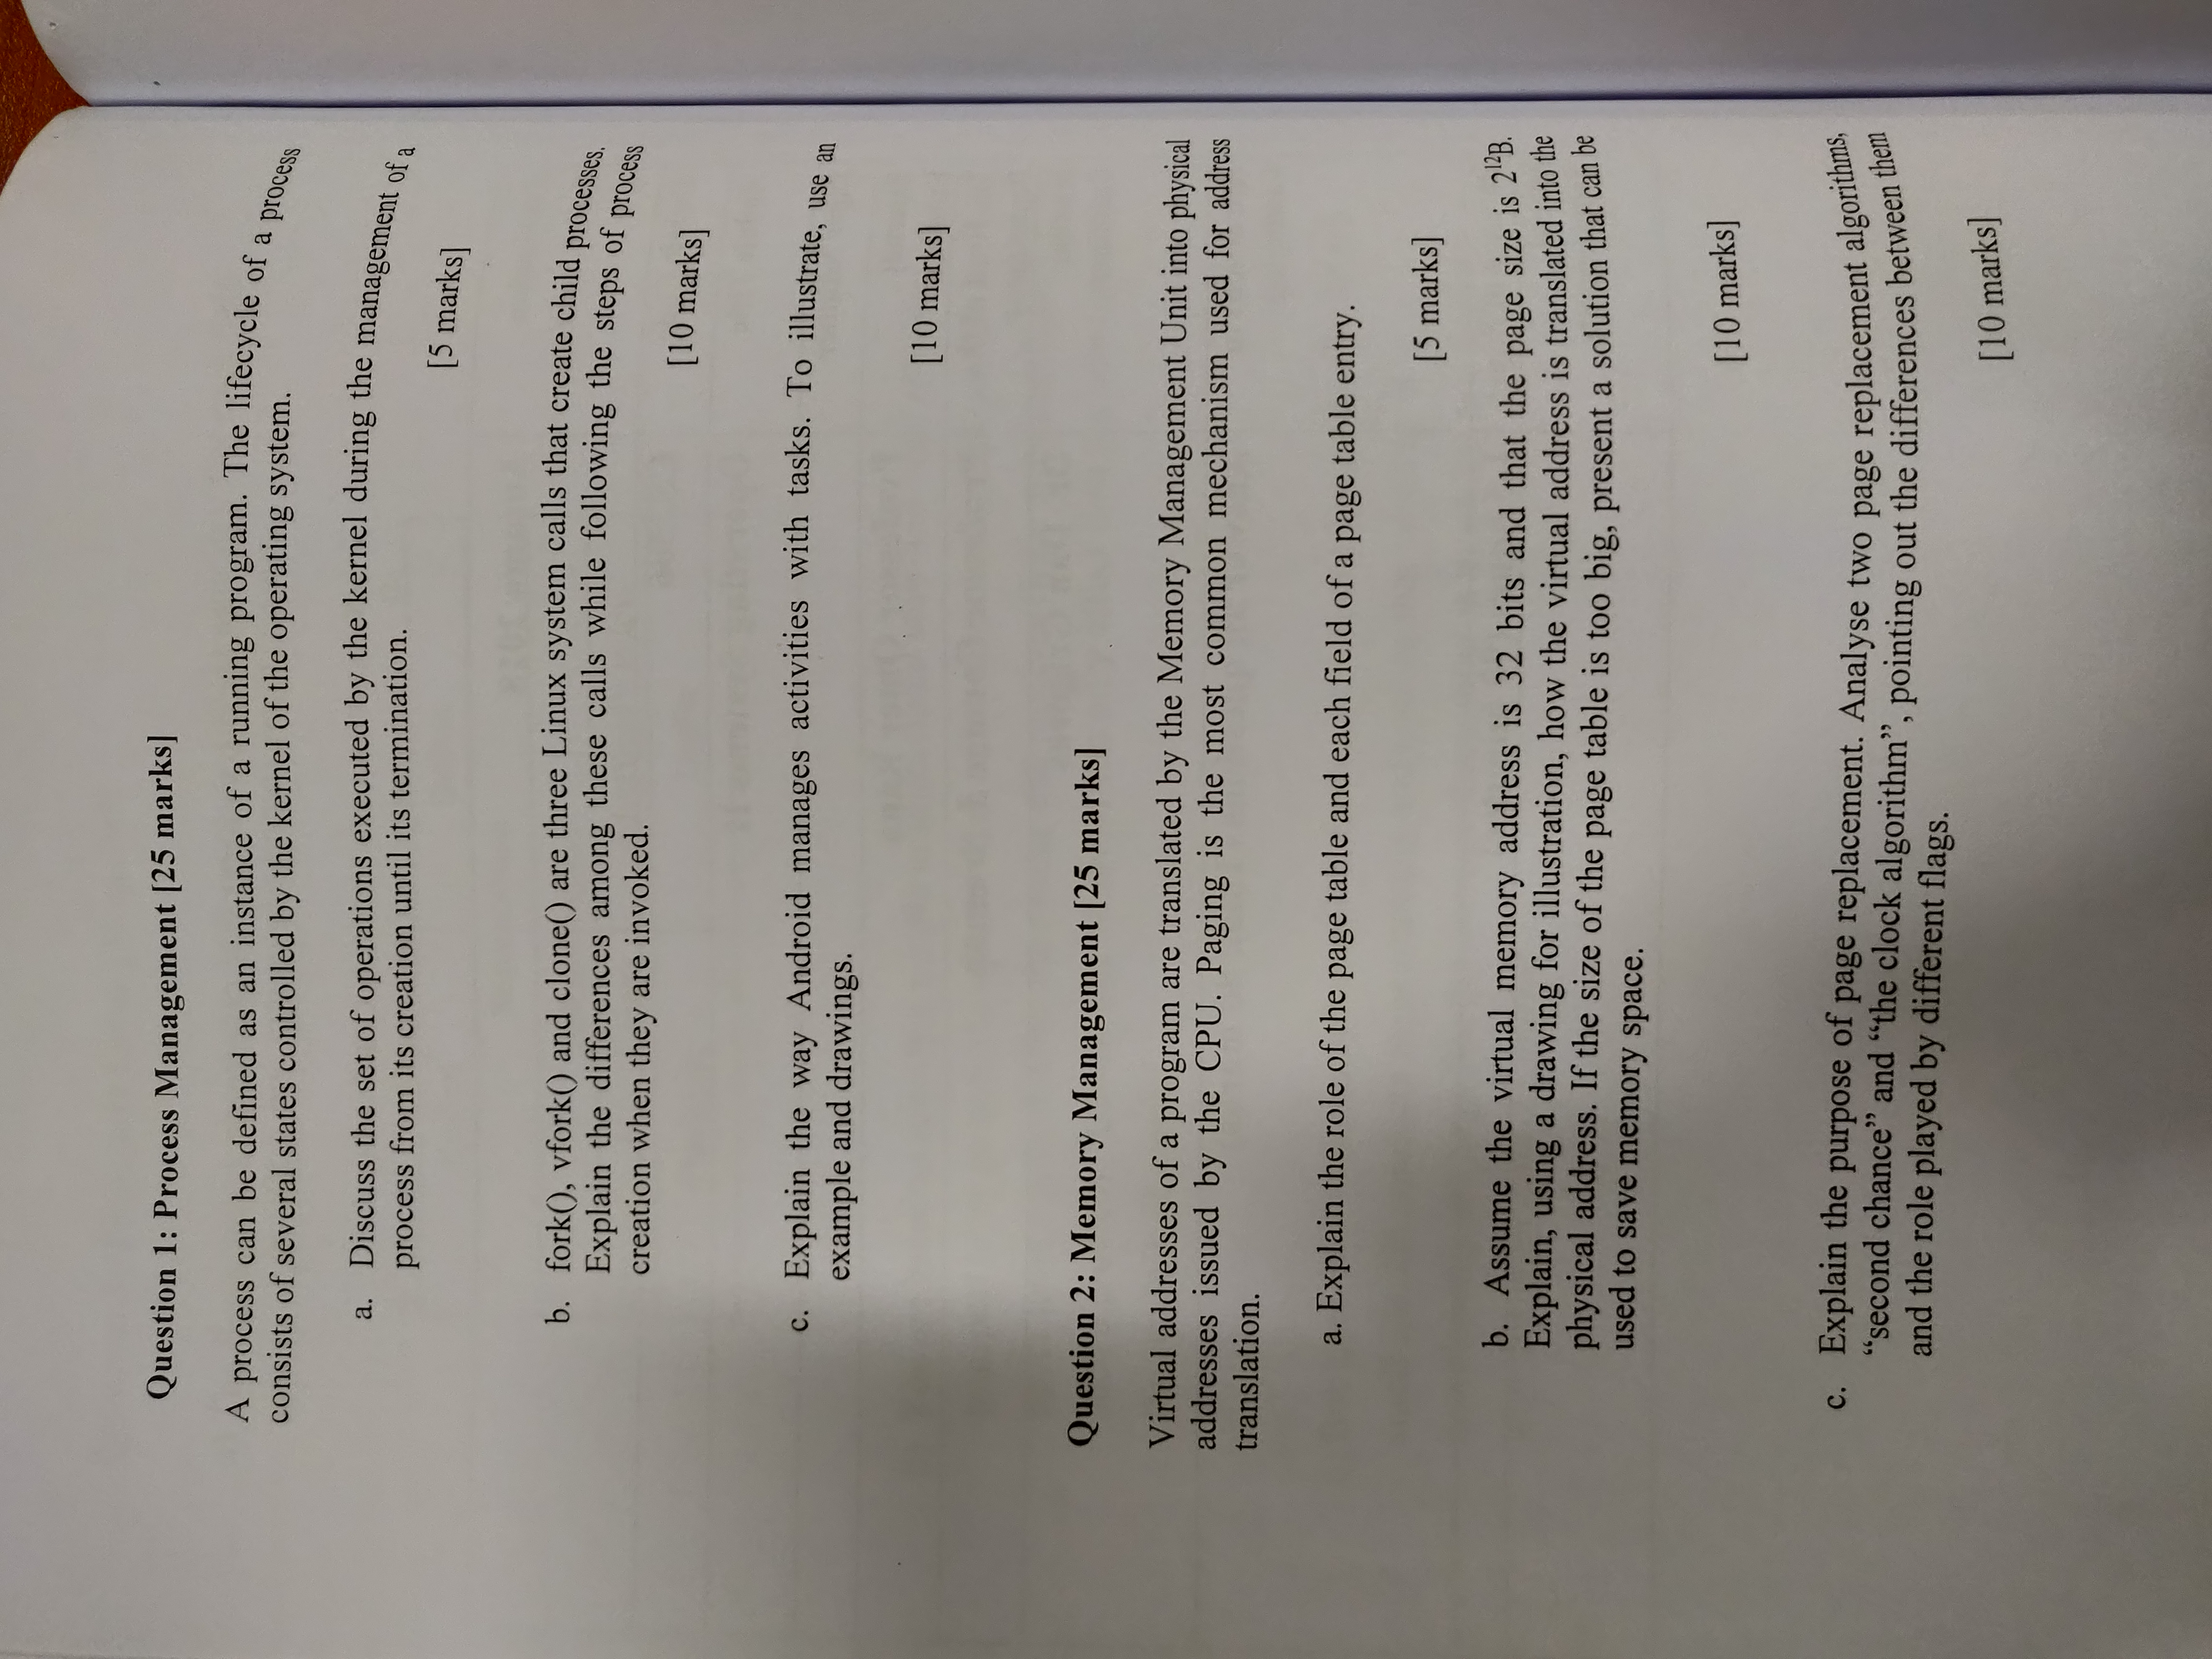 Question 1: Process Management [25 marks]
A process can be defined as an instance of a running program. The lifecycle of a process
consists of several states controlled by the kernel of the operating system.
a. Discuss the set of operations executed by the kernel during the management of a
process from its creation until its termination.
[5 marks]
b. fork(), vfork() and clone() are three Linux system calls that create child processes.
Explain the differences among these calls while following the steps of process
creation when they are invoked.
[10 marks]
c. Explain the way Android manages activities with tasks. To illustrate, use an
example and drawings.
[10 marks]
Question 2: Memory Management [25 marks]
Virtual addresses of a program are translated by the Memory Management Unit into physical
addresses issued by the CPU. Paging is the most common mechanism used for address
translation.
a. Explain the role of the page table and each field of a page table entry.
[5 marks]
b. Assume the virtual memory address is 32 bits and that the page size is 2¹²B.
Explain, using a drawing for illustration, how the virtual address is translated into the
physical address. If the size of the page table is too big, present a solution that can be
used to save memory space.
[10 marks]
c. Explain the purpose of page replacement. Analyse two page replacement algorithms,
“second chance” and “the clock algorithm”, pointing out the differences between them
and the role played by different flags.
[10 marks]